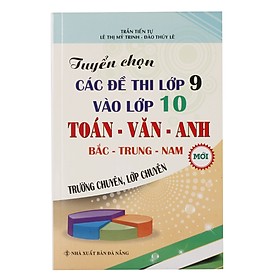 TRẦN TIẾN TỰ
LÊ THỊ MỸ TRINH - ĐÀO THÚY LÊ
Tuyển chọn
CÁC ĐỀ THI LỚP 9
VÀO LỚP 10
TOÁN - VĂN - ANH
BẮC - TRUNG - NAM
MỚI
TRƯỜNG CHUYÊN, LỚP CHUYÊN
NHÀ XUẤT BẢN ĐÀ NẴNG